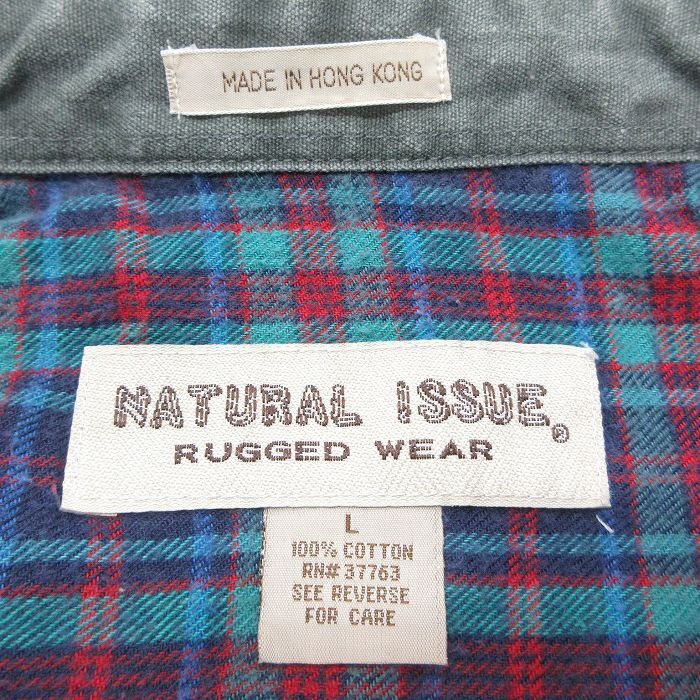 MADE IN HONG KONG
NATURAL ISSUE®
RUGGED WEAR
L
100% COTTON
RN# 37763
SEE REVERSE
FOR CARE